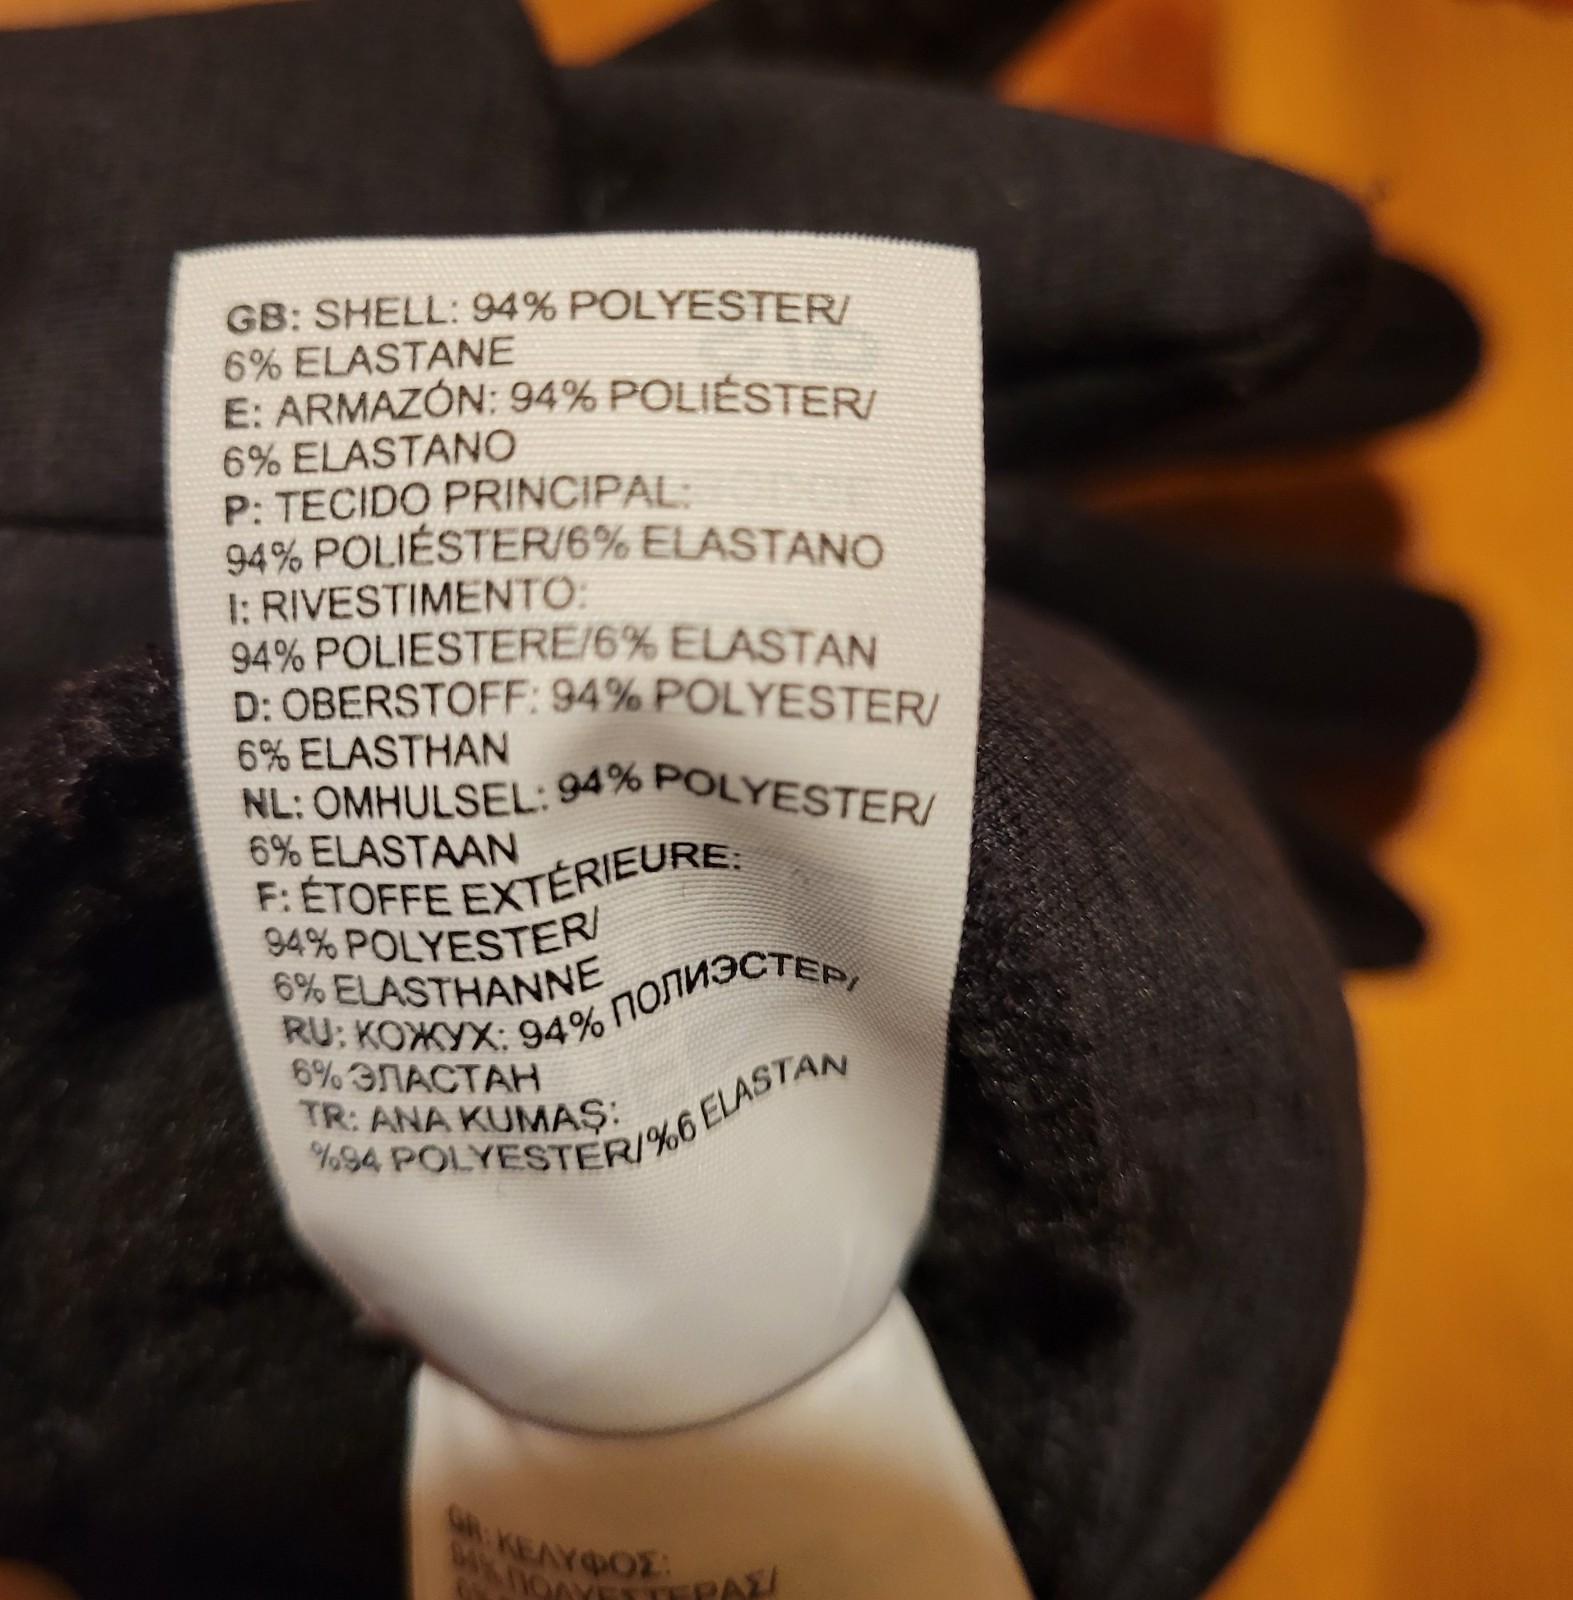 GB: SHELL: 94% POLYESTER/
6% ELASTANE
E: ARMAZÓN: 94% POLIÉSTER/
6% ELASTANO
P: TECIDO PRINCIPAL:
94% POLIÉSTER/6% ELASTANO
I: RIVESTIMENTO:
94% POLIESTERE/6% ELASTAN
D: OBERSTOFF: 94% POLYESTER/
6% ELASTHAN
NL: OMHULSEL: 94% POLYESTER/
6% ELASTAAN
F: ÉTOFFE EXTÉRIEURE:
94% POLYESTER/
6% ELASTHANNE
RU: КОЖУХ: 94% ПОЛИЭСТЕР,
6% ЭЛАСТАН
TR: ANA KUMAŞ:
%94 POLYESTER/%6 ELASTAN
GR: ΚΕΛΥΦΟΣ:
94% ΠΟΛΥΕΣΤΕΡΑΣ/